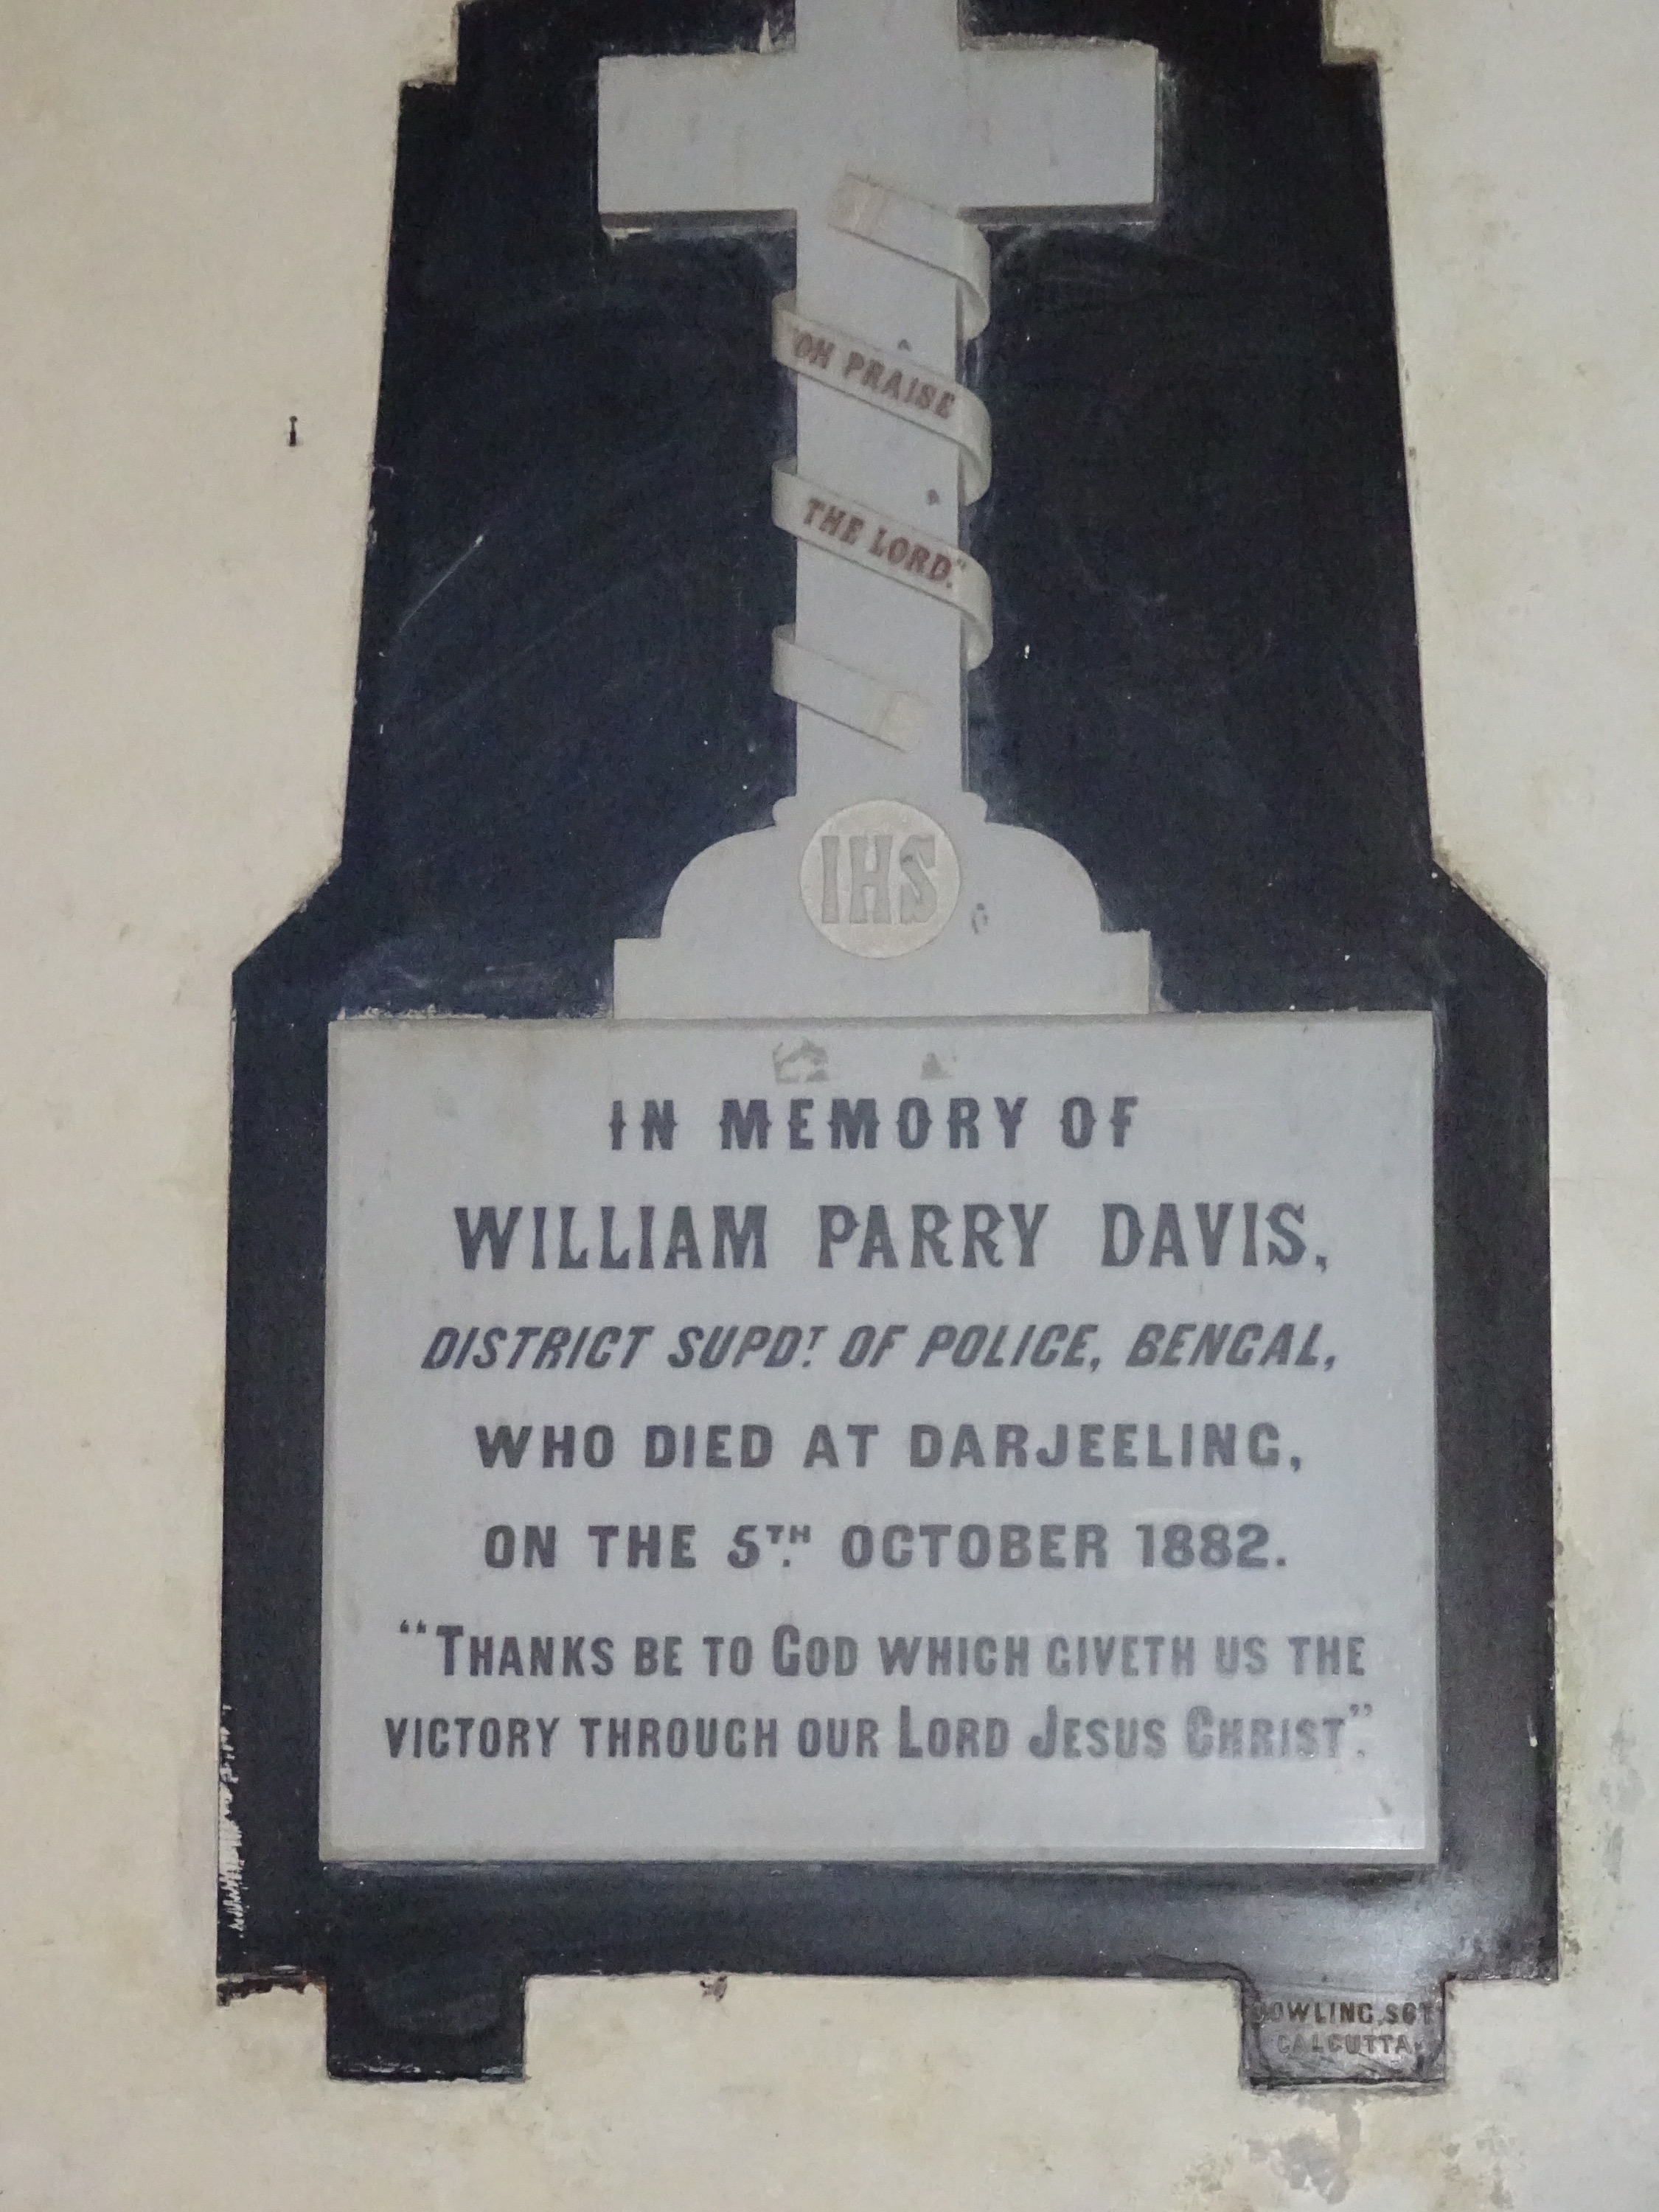 "OH PRAISE
THE LORD."
IHS
IN MEMORY OF
WILLIAM PARRY DAVIS,
DISTRICT SUPDT. OF POLICE, BENGAL,
WHO DIED AT DARJEELING,
ON THE 5TH. OCTOBER 1882.
“THANKS BE TO GOD WHICH GIVETH US THE
VICTORY THROUGH OUR LORD JESUS CHRIST”.
CALCUTTA.